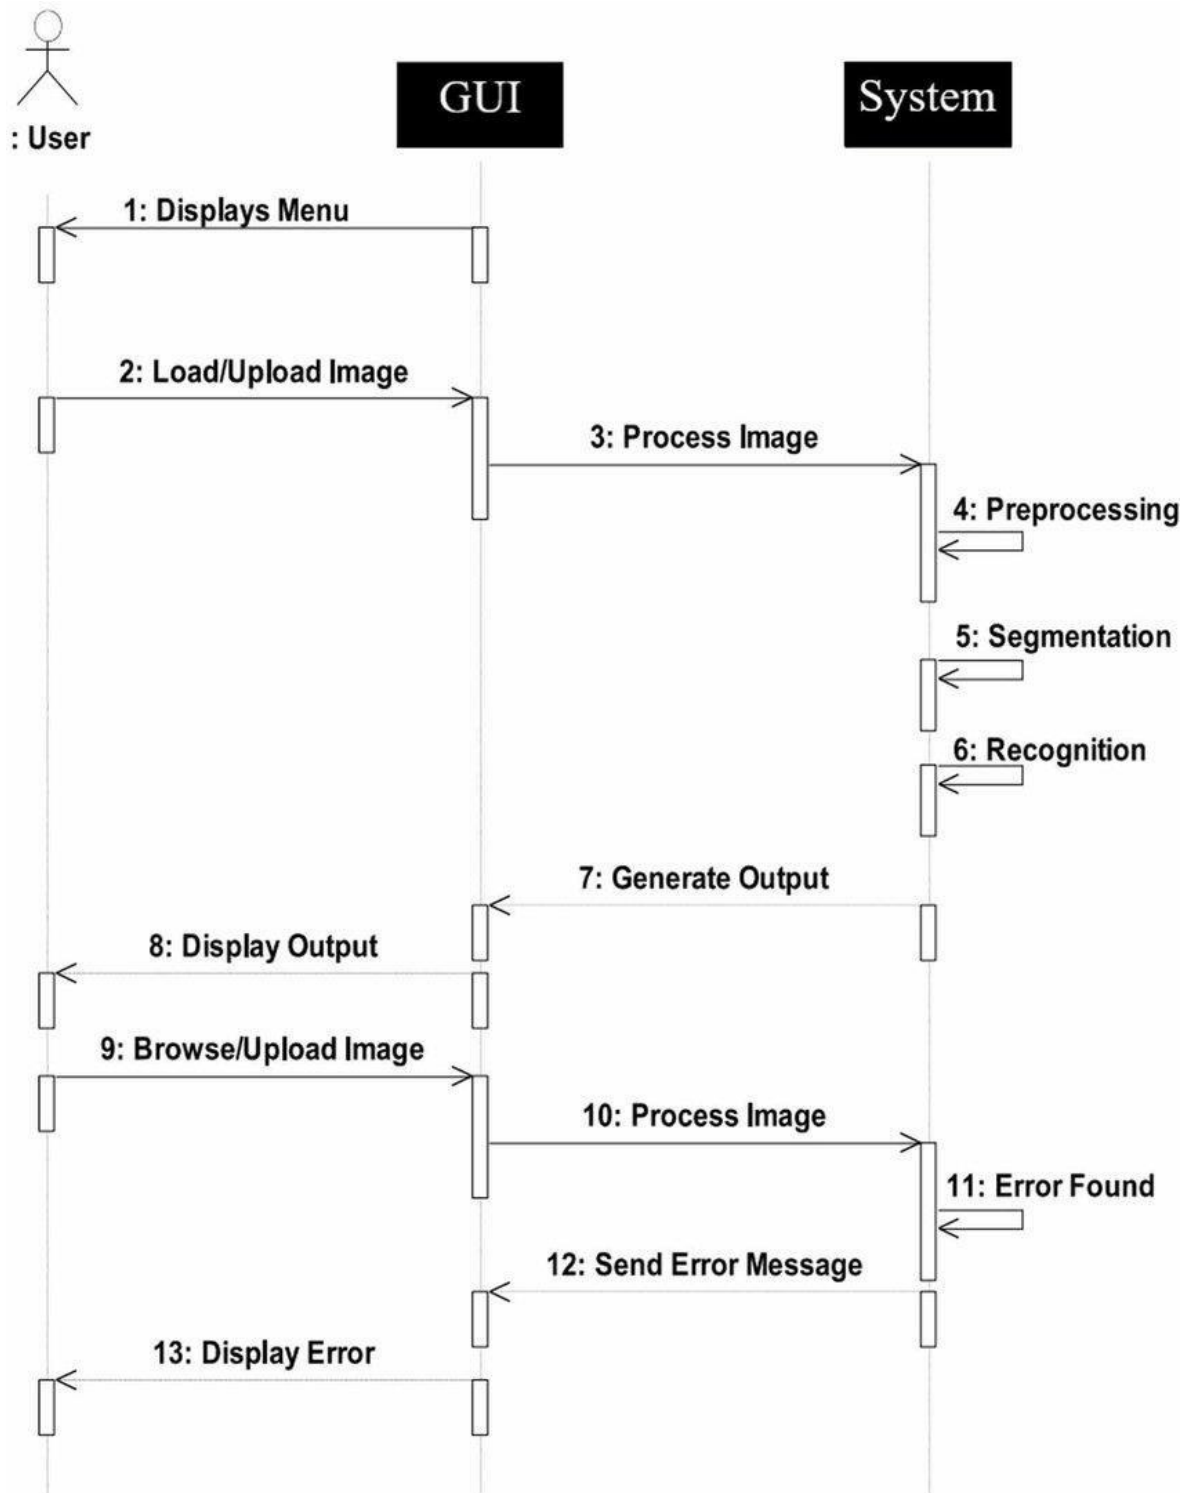 GUI
System
: User
1: Displays Menu
2: Load/Upload Image
3: Process Image
4: Preprocessing
5: Segmentation
6: Recognition
7: Generate Output
8: Display Output
9: Browse/Upload Image
10: Process Image
11: Error Found
12: Send Error Message
13: Display Error